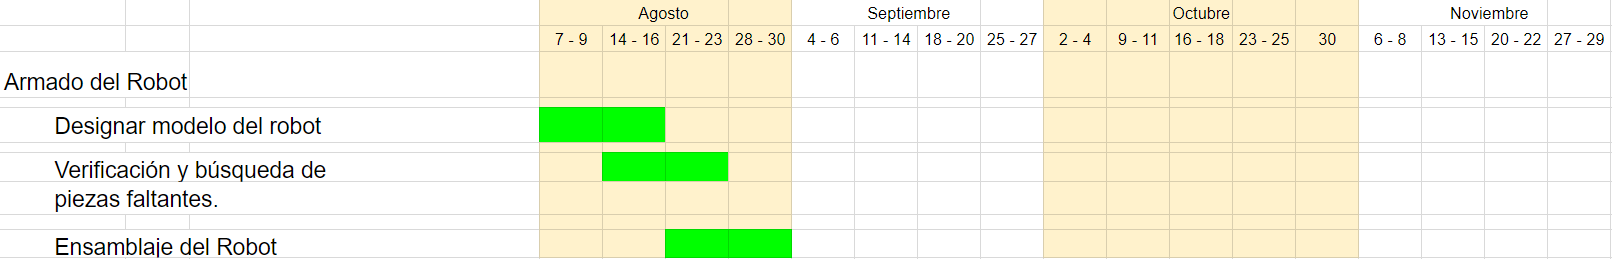 Agosto Septiembre Octubre Noviembre
7 - 9 14 - 16 21 - 23 28 - 30 4 - 6 11 - 14 18 - 20 25 - 27 2 - 4 9 - 11 16 - 18 23 - 25 30 6 - 8 13 - 15 20 - 22 27 - 29
Armado del Robot
Designar modelo del robot
Verificación y búsqueda de
piezas faltantes.
Ensamblaje del Robot